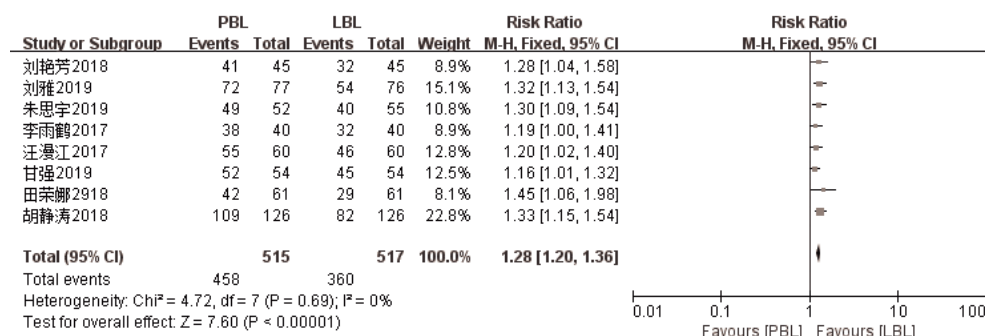 PBL LBL Risk Ratio Risk Ratio
Study or Subgroup Events Total Events Total Weight M-H, Fixed, 95% CI M-H, Fixed, 95% CI
刘艳芳2018 41 45 32 45 8.9% 1.28 [1.04, 1.58]
刘雅2019 72 77 54 76 15.1% 1.32 [1.13, 1.54]
朱思宇2019 49 52 40 55 10.8% 1.30 [1.09, 1.54]
李雨鹤2017 38 40 32 40 8.9% 1.19 [1.00, 1.41]
汪漫江2017 55 60 46 60 12.8% 1.20 [1.02, 1.40]
甘强2019 52 54 45 54 12.5% 1.16 [1.01, 1.32]
田荣娜2918 42 61 29 61 8.1% 1.45 [1.06, 1.98]
胡静涛2018 109 126 82 126 22.8% 1.33 [1.15, 1.54]
Total (95% CI) 515 517 100.0% 1.28 [1.20, 1.36]
Total events 458 360
Heterogeneity: Chi² = 4.72, df = 7 (P = 0.69); I² = 0%
Test for overall effect: Z = 7.60 (P < 0.00001)
0.01 0.1 1 10 100
Favours [PBL] Favours [LBL]